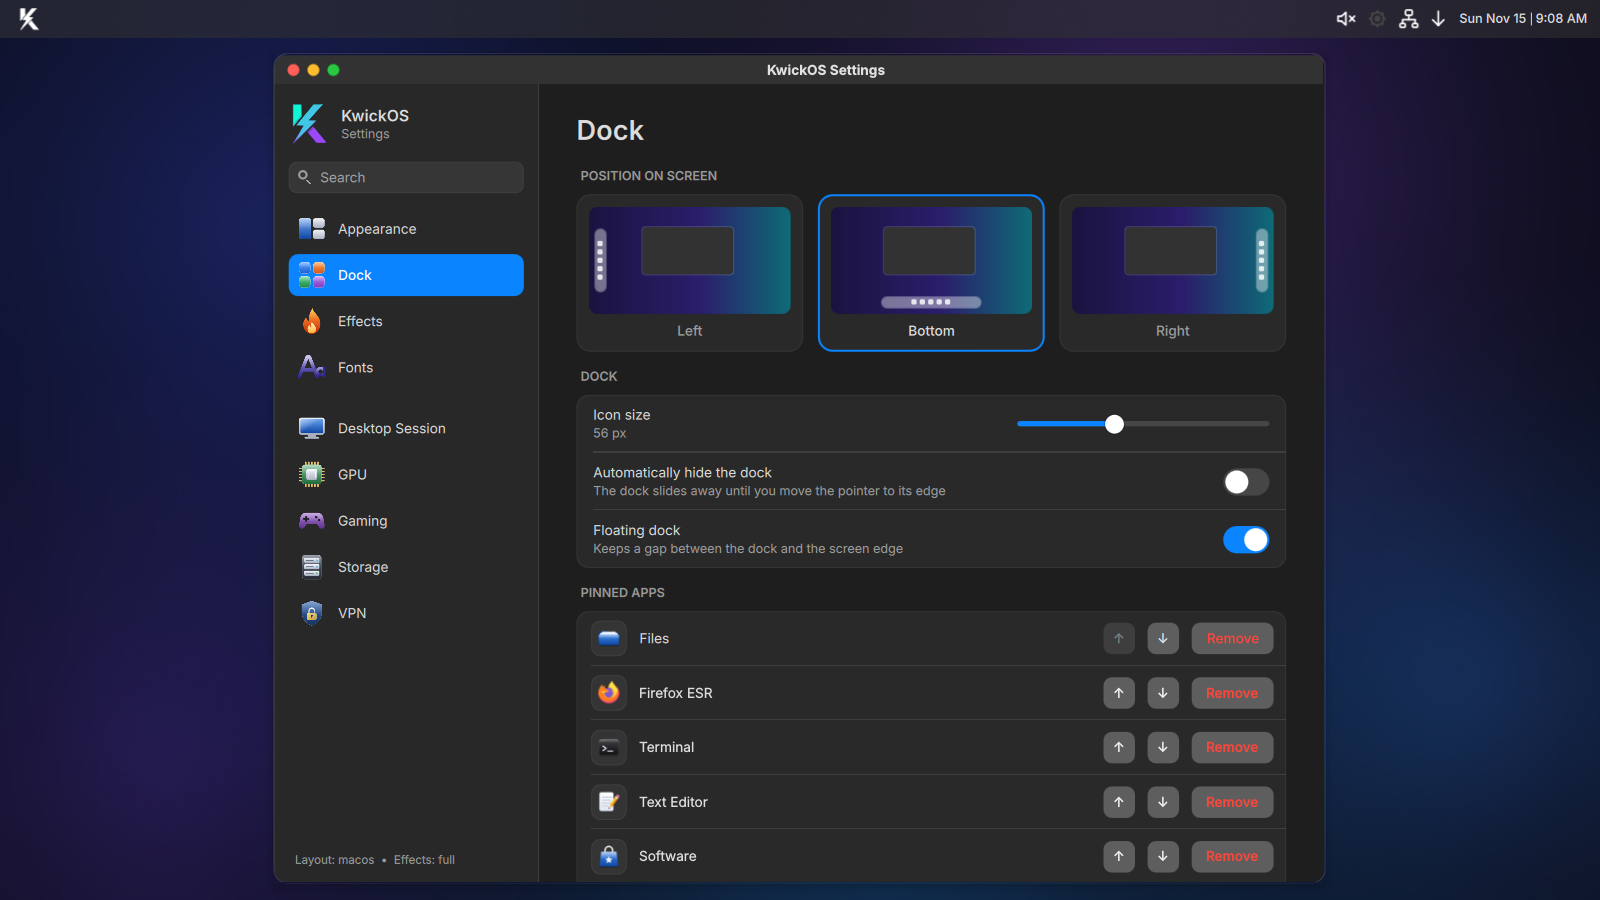 Sun Nov 15 | 9:08 AM
KwickOS Settings
KwickOS
Settings
Search
Appearance
Dock
Effects
Fonts
Desktop Session
GPU
Gaming
Storage
VPN
Layout: macos • Effects: full
Dock
POSITION ON SCREEN
Left
Bottom
Right
DOCK
Icon size
56 px
Automatically hide the dock
The dock slides away until you move the pointer to its edge
Floating dock
Keeps a gap between the dock and the screen edge
PINNED APPS
Files
Remove
Firefox ESR
Remove
Terminal
Remove
Text Editor
Remove
Software
Remove